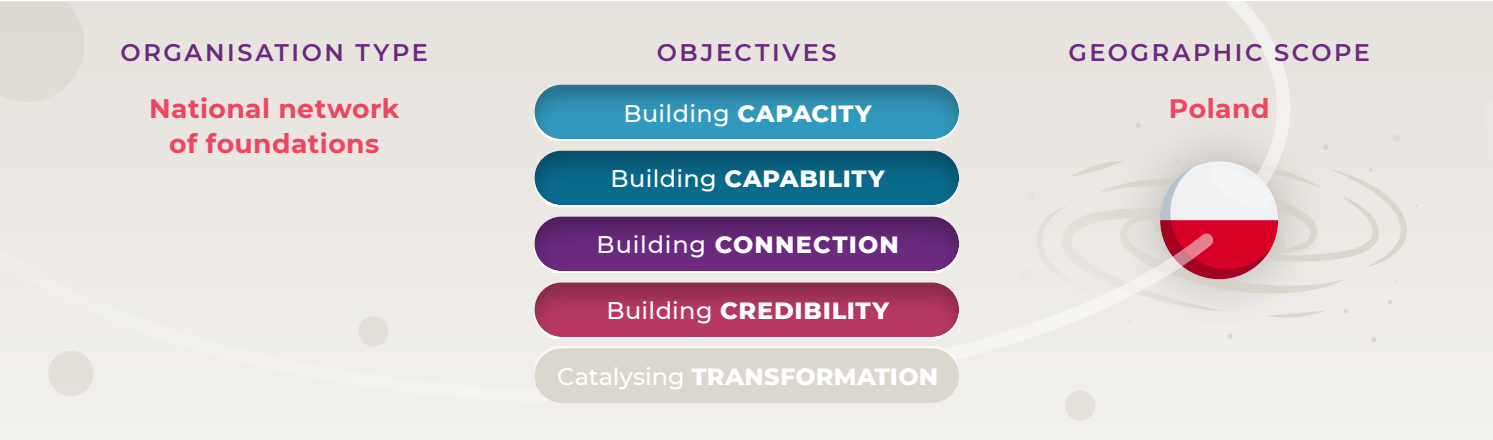 ORGANISATION TYPE
National network
of foundations
OBJECTIVES
Building CAPACITY
Building CAPABILITY
Building CONNECTION
Building CREDIBILITY
Catalysing TRANSFORMATION
GEOGRAPHIC SCOPE
Poland